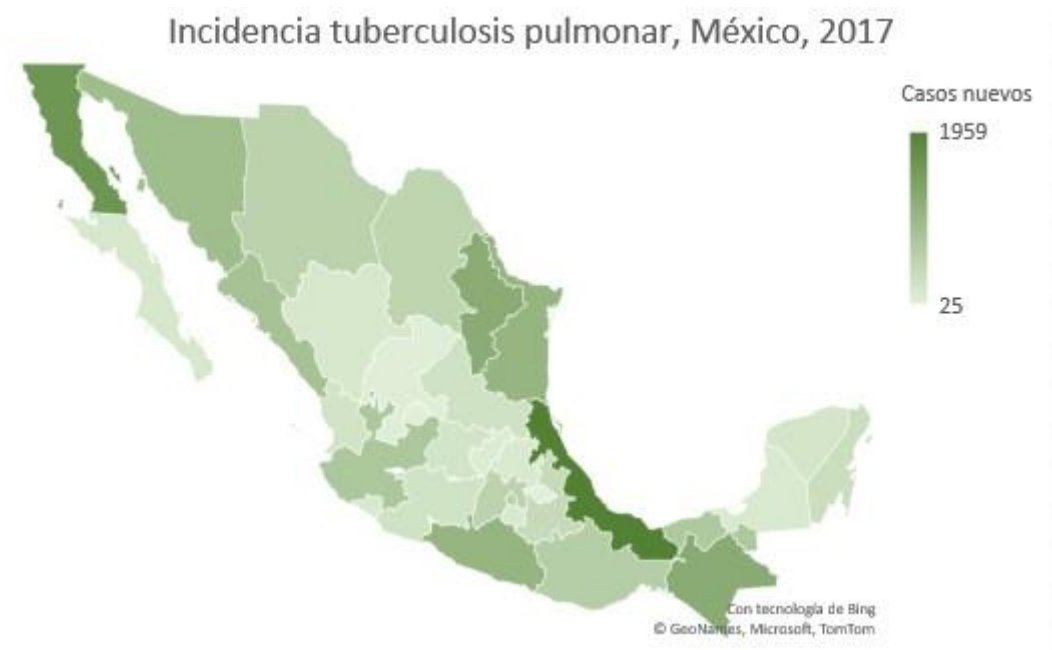 Incidencia tuberculosis pulmonar, México, 2017
Casos nuevos
1959
25
Con tecnología de Bing
© GeoNames, Microsoft, TomTom